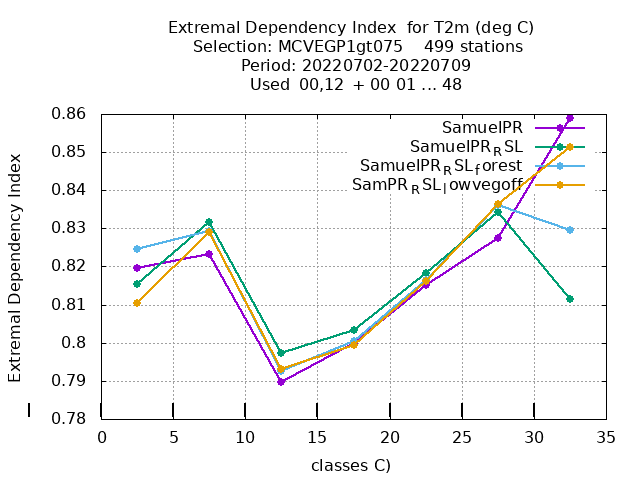 Extremal Dependency Index for T2m (deg C)
Selection: MCVEGP1gt075 499 stations
Period: 20220702-20220709
Used 00,12 + 00 01 ... 48
0.86
0.85
0.84
0.83
0.82
0.81
0.8
0.79
0.78
Extremal Dependency Index
SamuelPR
SamuelPR_RSL
SamuelPR_RSL_forest
SamPR_RSL_lowvegoff
0 5 10 15 20 25 30 35
classes C)